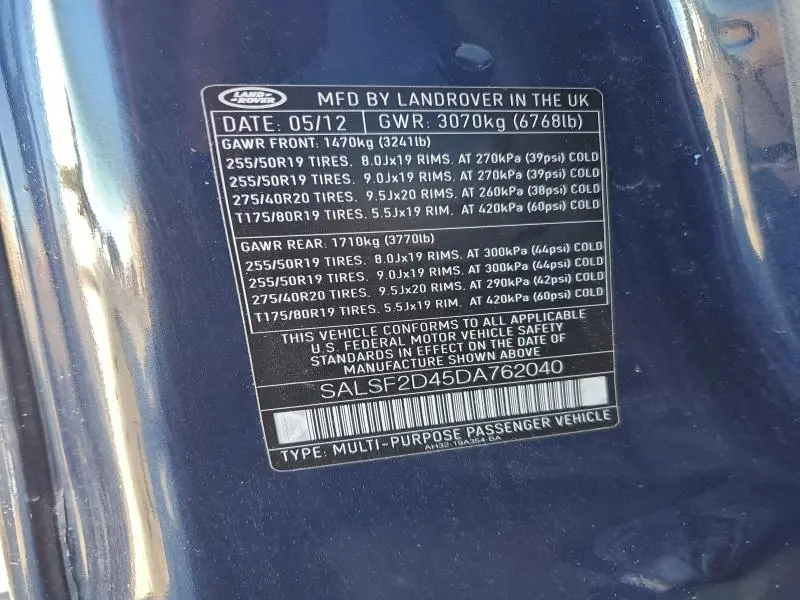 LAND ROVER MFD BY LANDROVER IN THE UK
DATE: 05/12 GWR: 3070kg (6768lb)
GAWR FRONT: 1470kg (3241lb)
255/50R19 TIRES. 8.0Jx19 RIMS. AT 270kPa (39psi) COLD
255/50R19 TIRES. 9.0Jx19 RIMS. AT 270kPa (39psi) COLD
275/40R20 TIRES. 9.5Jx20 RIMS. AT 260kPa (38psi) COLD
T175/80R19 TIRES. 5.5Jx19 RIM. AT 420kPa (60psi) COLD
GAWR REAR: 1710kg (3770lb)
255/50R19 TIRES. 8.0Jx19 RIMS. AT 300kPa (44psi) COLD
255/50R19 TIRES. 9.0Jx19 RIMS. AT 300kPa (44psi) COLD
275/40R20 TIRES. 9.5Jx20 RIMS. AT 290kPa (42psi) COLD
T175/80R19 TIRES. 5.5Jx19 RIM. AT 420kPa (60psi) COLD
THIS VEHICLE CONFORMS TO ALL APPLICABLE
U.S. FEDERAL MOTOR VEHICLE SAFETY
STANDARDS IN EFFECT ON THE DATE OF
MANUFACTURE SHOWN ABOVE
SALSF2D45DA762040
TYPE: MULTI-PURPOSE PASSENGER VEHICLE
AH32-19A354-BA